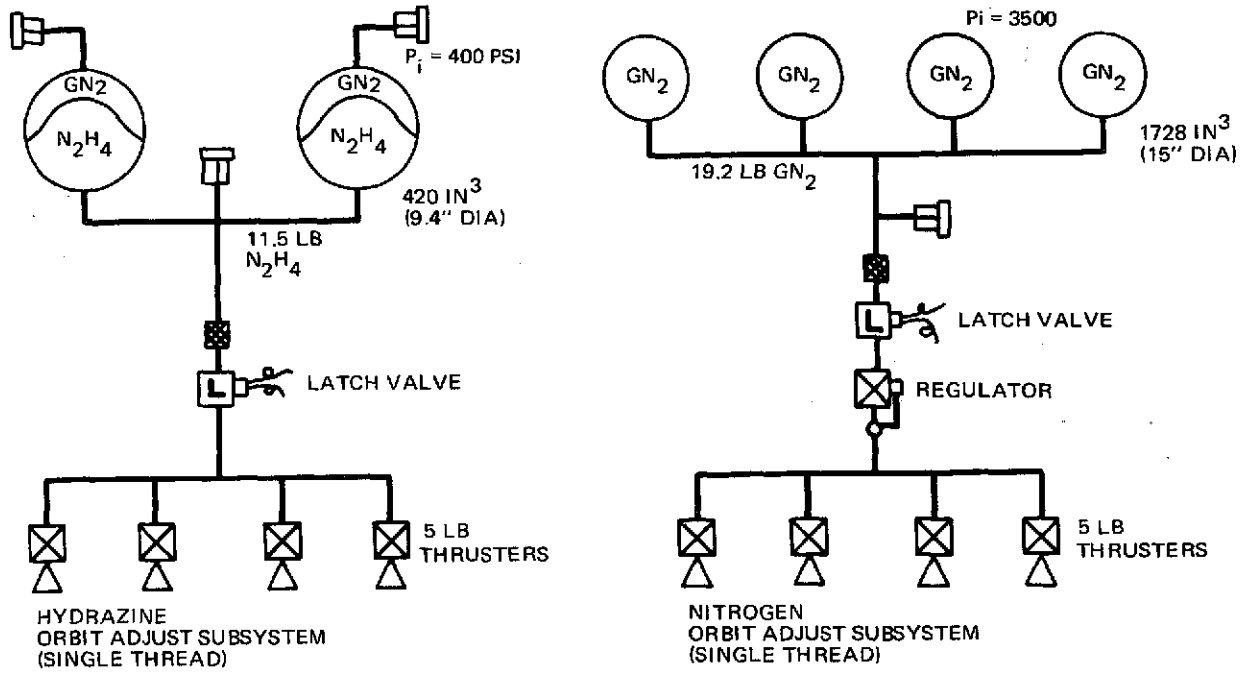 P_i = 400 PSI
GN2
N2H4
GN2
N2H4
420 IN3
(9.4" DIA)
11.5 LB
N2H4
L
LATCH VALVE
5 LB
THRUSTERS
HYDRAZINE
ORBIT ADJUST SUBSYSTEM
(SINGLE THREAD)
Pi = 3500
GN2
GN2
GN2
GN2
1728 IN3
(15" DIA)
19.2 LB GN2
L
LATCH VALVE
REGULATOR
5 LB
THRUSTERS
NITROGEN
ORBIT ADJUST SUBSYSTEM
(SINGLE THREAD)